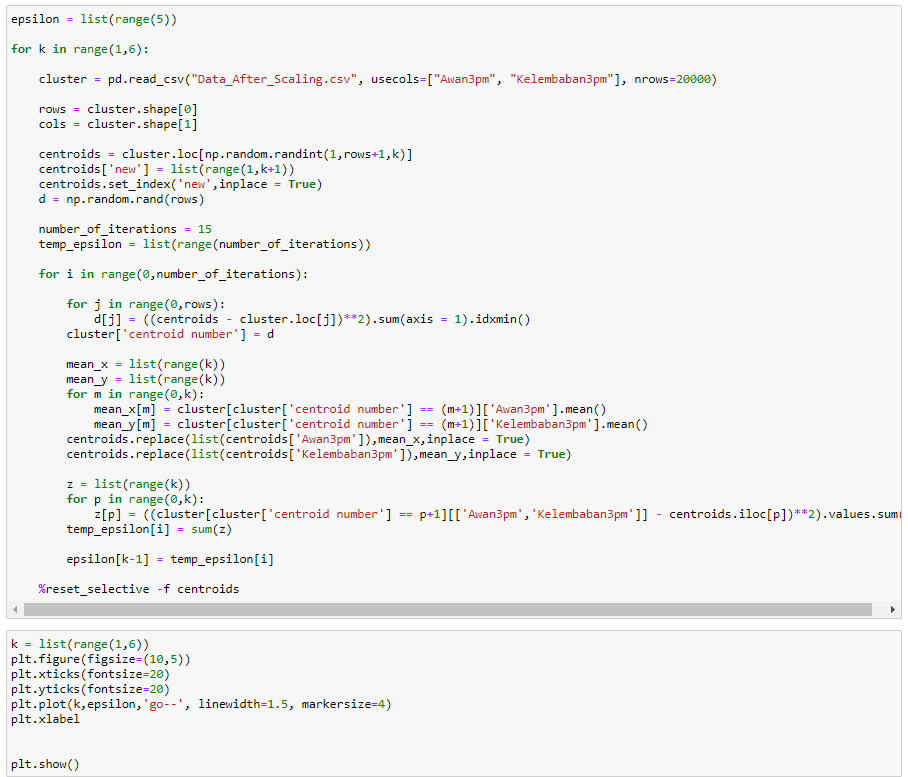 epsilon = list(range(5))
for k in range(1,6):
cluster = pd.read_csv("Data_After_Scaling.csv", usecols=["Awan3pm", "Kelembaban3pm"], nrows=20000)
rows = cluster.shape[0]
cols = cluster.shape[1]
centroids = cluster.loc[np.random.randint(1,rows+1,k)]
centroids['new'] = list(range(1,k+1))
centroids.set_index('new',inplace = True)
d = np.random.rand(rows)
number_of_iterations = 15
temp_epsilon = list(range(number_of_iterations))
for i in range(0,number_of_iterations):
for j in range(0,rows):
d[j] = ((centroids - cluster.loc[j])**2).sum(axis = 1).idxmin()
cluster['centroid number'] = d
mean_x = list(range(k))
mean_y = list(range(k))
for m in range(0,k):
mean_x[m] = cluster[cluster['centroid number'] == (m+1)]['Awan3pm'].mean()
mean_y[m] = cluster[cluster['centroid number'] == (m+1)]['Kelembaban3pm'].mean()
centroids.replace(list(centroids['Awan3pm']),mean_x,inplace = True)
centroids.replace(list(centroids['Kelembaban3pm']),mean_y,inplace = True)
z = list(range(k))
for p in range(0,k):
z[p] = ((cluster[cluster['centroid number'] == p+1][['Awan3pm','Kelembaban3pm']] - centroids.iloc[p])**2).values.sum
temp_epsilon[i] = sum(z)
epsilon[k-1] = temp_epsilon[i]
%reset_selective -f centroids
k = list(range(1,6))
plt.figure(figsize=(10,5))
plt.xticks(fontsize=20)
plt.yticks(fontsize=20)
plt.plot(k,epsilon,'go--', linewidth=1.5, markersize=4)
plt.xlabel
plt.show()